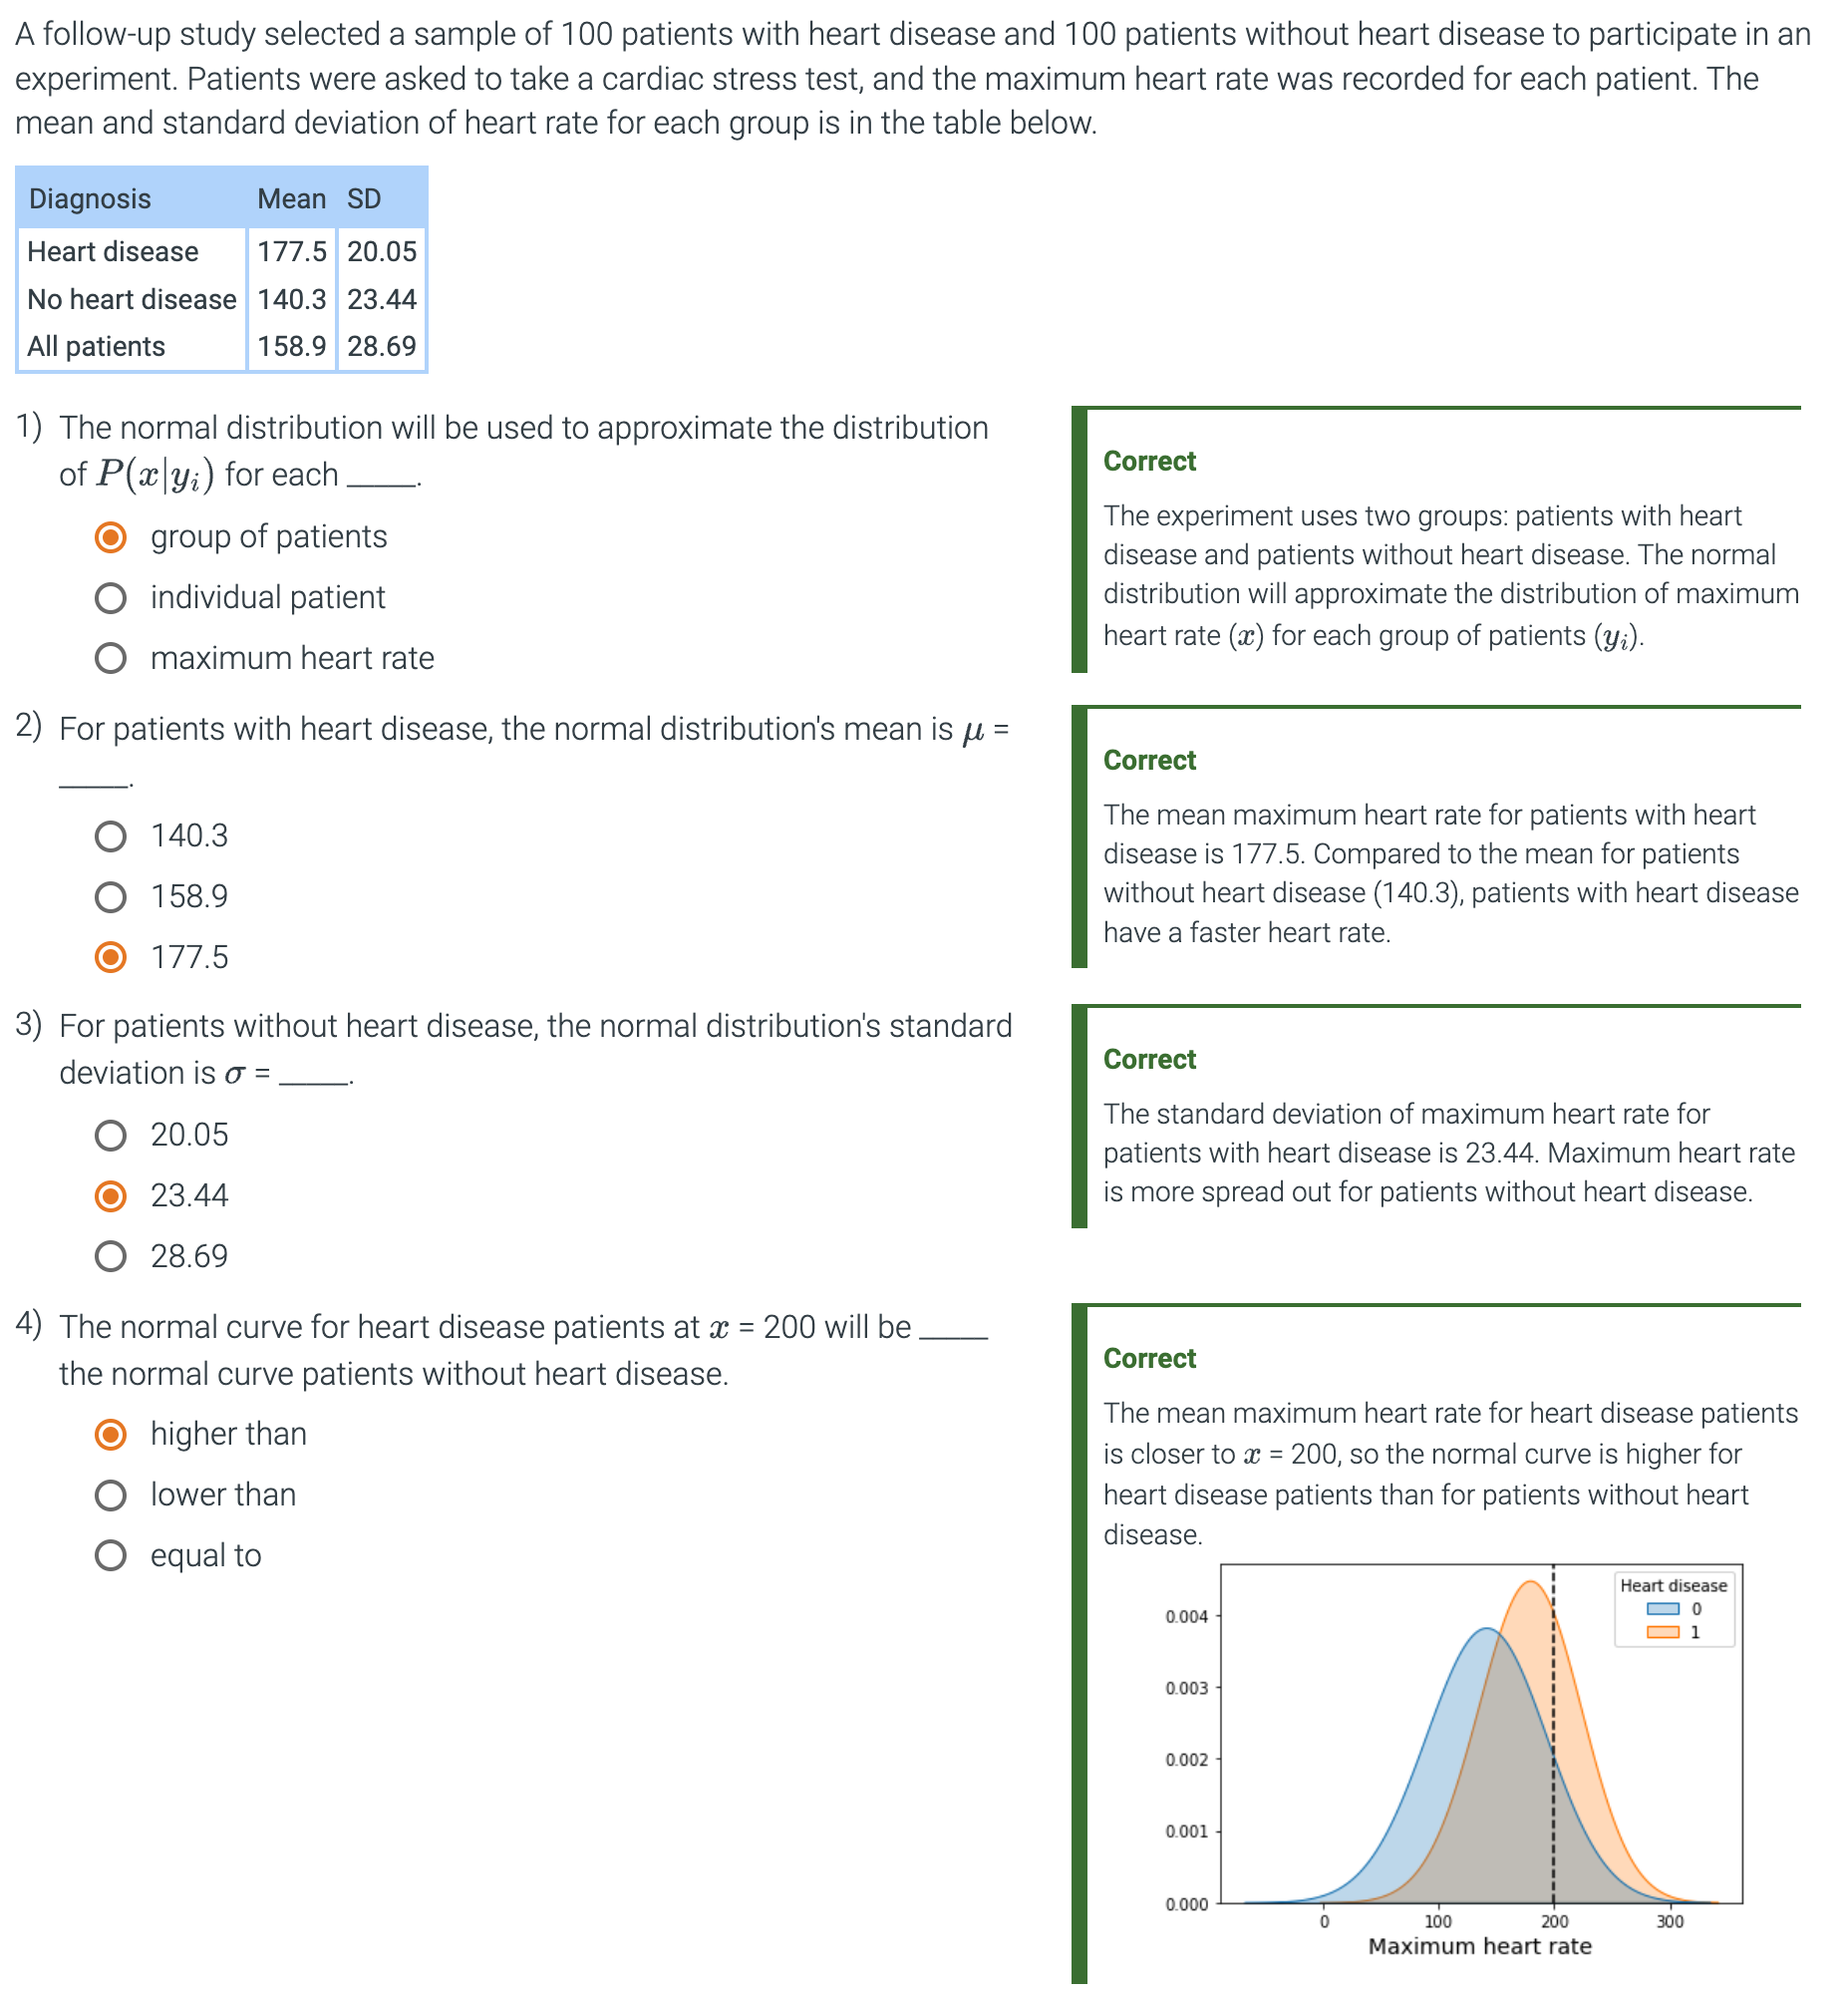 A follow-up study selected a sample of 100 patients with heart disease and 100 patients without heart disease to participate in an
experiment. Patients were asked to take a cardiac stress test, and the maximum heart rate was recorded for each patient. The
mean and standard deviation of heart rate for each group is in the table below.
Diagnosis Mean SD
Heart disease 177.5 20.05
No heart disease 140.3 23.44
All patients 158.9 28.69
1) The normal distribution will be used to approximate the distribution
of P(x|yᵢ) for each _____.
group of patients
individual patient
maximum heart rate
Correct
The experiment uses two groups: patients with heart
disease and patients without heart disease. The normal
distribution will approximate the distribution of maximum
heart rate (x) for each group of patients (yᵢ).
2) For patients with heart disease, the normal distribution's mean is μ =
_____.
140.3
158.9
177.5
Correct
The mean maximum heart rate for patients with heart
disease is 177.5. Compared to the mean for patients
without heart disease (140.3), patients with heart disease
have a faster heart rate.
3) For patients without heart disease, the normal distribution's standard
deviation is σ = _____.
20.05
23.44
28.69
Correct
The standard deviation of maximum heart rate for
patients with heart disease is 23.44. Maximum heart rate
is more spread out for patients without heart disease.
4) The normal curve for heart disease patients at x = 200 will be _____
the normal curve patients without heart disease.
higher than
lower than
equal to
Correct
The mean maximum heart rate for heart disease patients
is closer to x = 200, so the normal curve is higher for
heart disease patients than for patients without heart
disease.
Heart disease
0
1
0.004
0.003
0.002
0.001
0.000
0 100 200 300
Maximum heart rate